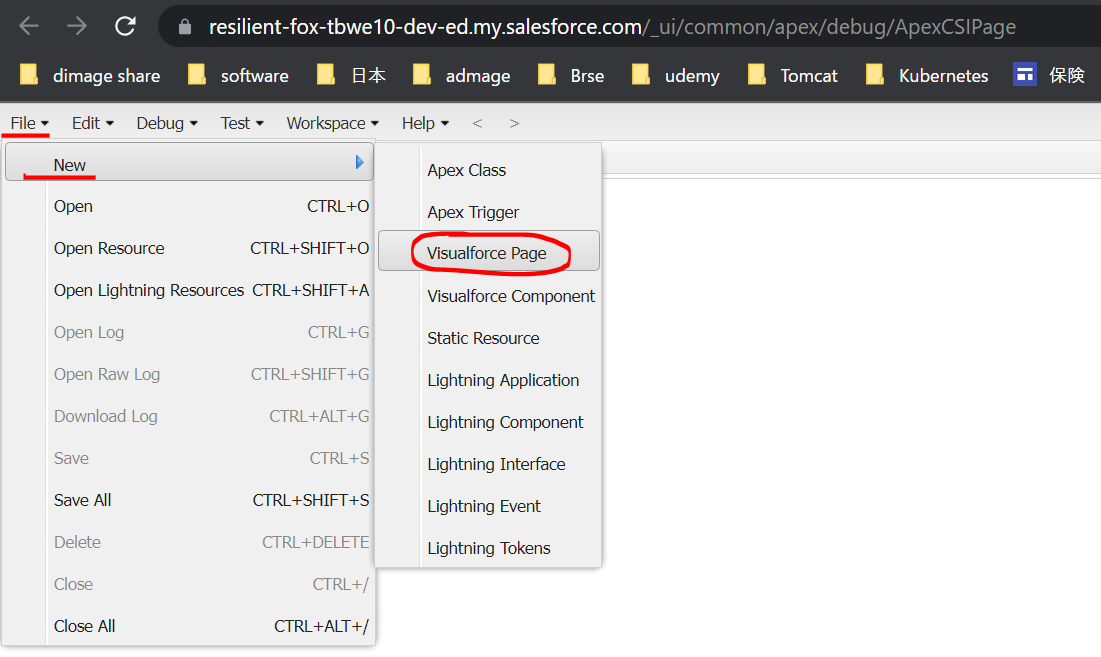 resilient-fox-tbwe10-dev-ed.my.salesforce.com/_ui/common/apex/debug/ApexCSIPage
dimage share software 日本 admage Brse udemy Tomcat Kubernetes 保険
File Edit Debug Test Workspace Help < >
New
Open CTRL+O
Open Resource CTRL+SHIFT+O
Open Lightning Resources CTRL+SHIFT+A
Open Log CTRL+G
Open Raw Log CTRL+SHIFT+G
Download Log CTRL+ALT+G
Save CTRL+S
Save All CTRL+SHIFT+S
Delete CTRL+DELETE
Close CTRL+/
Close All CTRL+ALT+/
Apex Class
Apex Trigger
Visualforce Page
Visualforce Component
Static Resource
Lightning Application
Lightning Component
Lightning Interface
Lightning Event
Lightning Tokens